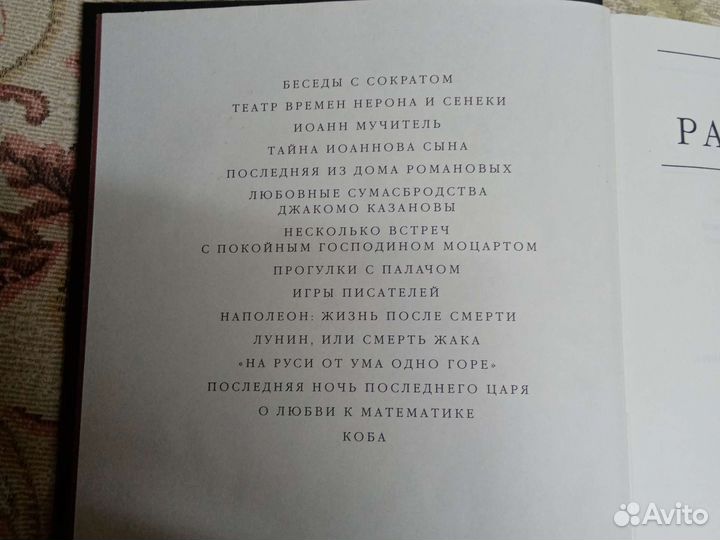 БЕСЕДЫ С СОКРАТОМ
ТЕАТР ВРЕМЕН НЕРОНА И СЕНЕКИ
ИОАНН МУЧИТЕЛЬ
ТАЙНА ИОАННОВА СЫНА
ПОСЛЕДНЯЯ ИЗ ДОМА РОМАНОВЫХ
ЛЮБОВНЫЕ СУМАСБРОДСТВА
ДЖАКОМО КАЗАНОВЫ
НЕСКОЛЬКО ВСТРЕЧ
С ПОКОЙНЫМ ГОСПОДИНОМ МОЦАРТОМ
ПРОГУЛКИ С ПАЛАЧОМ
ИГРЫ ПИСАТЕЛЕЙ
НАПОЛЕОН: ЖИЗНЬ ПОСЛЕ СМЕРТИ
ЛУНИН, ИЛИ СМЕРТЬ ЖАКА
«НА РУСИ ОТ УМА ОДНО ГОРЕ»
ПОСЛЕДНЯЯ НОЧЬ ПОСЛЕДНЕГО ЦАРЯ
О ЛЮБВИ К МАТЕМАТИКЕ
КОБА
РА
Avito